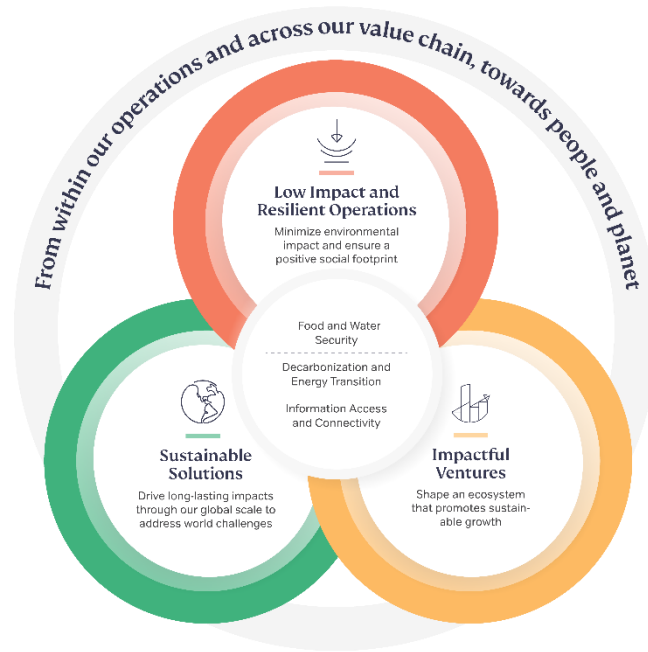 From within our operations and across our value chain, towards people and planet
Low Impact and
Resilient Operations
Minimize environmental
impact and ensure a
positive social footprint
Food and Water
Security
Decarbonization and
Energy Transition
Information Access
and Connectivity
Sustainable
Solutions
Drive long-lasting impacts
through our global scale to
address world challenges
Impactful
Ventures
Shape an ecosystem
that promotes sustain-
able growth